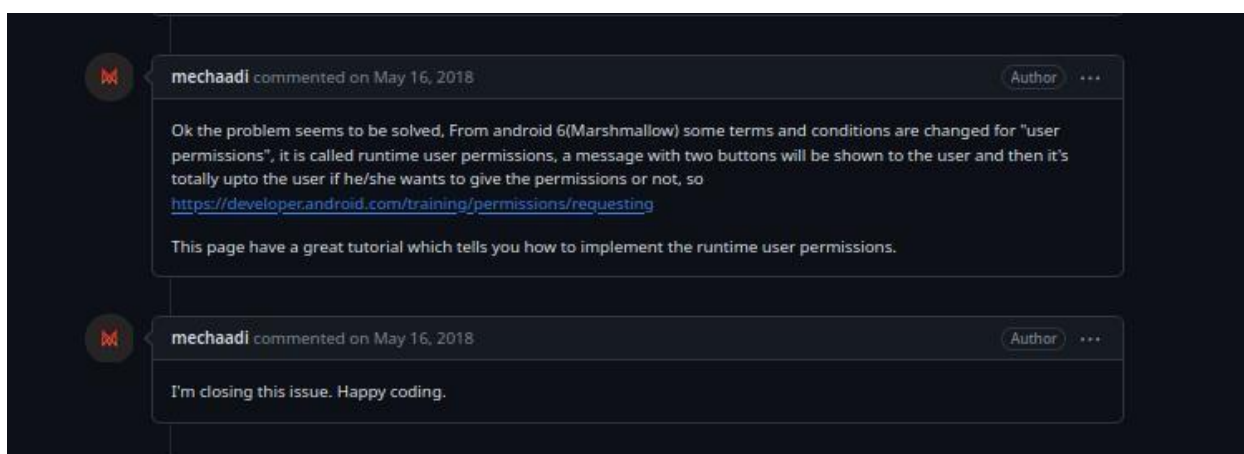 mechaadi commented on May 16, 2018
Author
Ok the problem seems to be solved, From android 6(Marshmallow) some terms and conditions are changed for "user
permissions", it is called runtime user permissions, a message with two buttons will be shown to the user and then it's
totally upto the user if he/she wants to give the permissions or not, so
https://developer.android.com/training/permissions/requesting
This page have a great tutorial which tells you how to implement the runtime user permissions.
mechaadi commented on May 16, 2018
Author
I'm closing this issue. Happy coding.